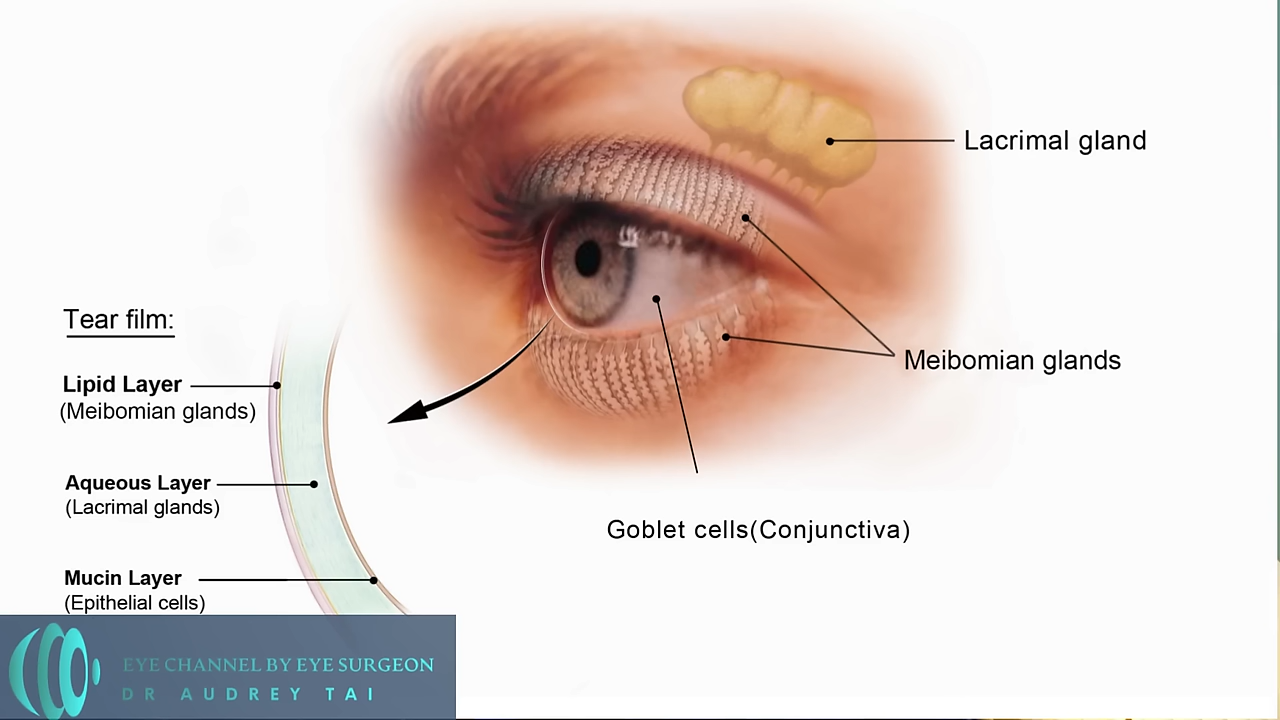 Lacrimal gland
Meibomian glands
Goblet cells(Conjunctiva)
Tear film:
Lipid Layer
(Meibomian glands)
Aqueous Layer
(Lacrimal glands)
Mucin Layer
(Epithelial cells)
EYE CHANNEL BY EYE SURGEON
DR AUDREY TAI